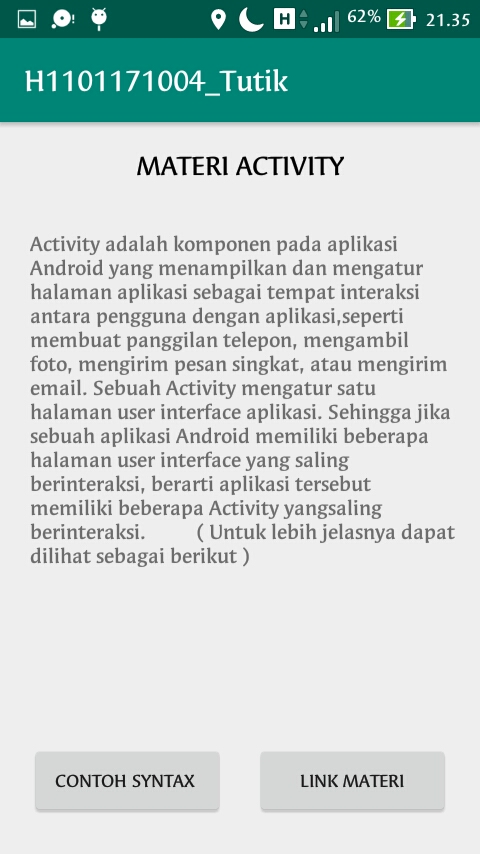 H 62% 21.35
H1101171004_Tutik
MATERI ACTIVITY
Activity adalah komponen pada aplikasi
Android yang menampilkan dan mengatur
halaman aplikasi sebagai tempat interaksi
antara pengguna dengan aplikasi,seperti
membuat panggilan telepon, mengambil
foto, mengirim pesan singkat, atau mengirim
email. Sebuah Activity mengatur satu
halaman user interface aplikasi. Sehingga jika
sebuah aplikasi Android memiliki beberapa
halaman user interface yang saling
berinteraksi, berarti aplikasi tersebut
memiliki beberapa Activity yangsaling
berinteraksi. ( Untuk lebih jelasnya dapat
dilihat sebagai berikut )
CONTOH SYNTAX LINK MATERI